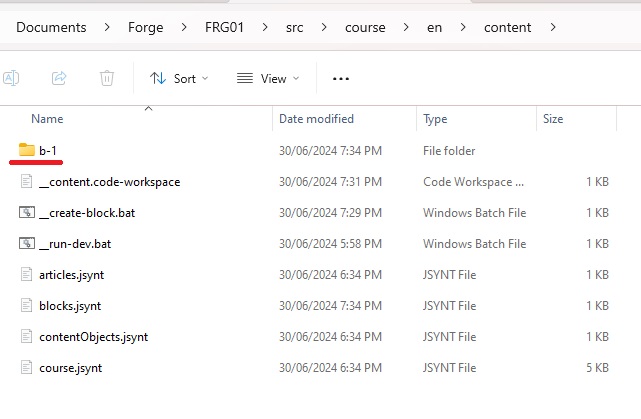 Documents > Forge > FRG01 > src > course > en > content >
Sort View ...
Name Date modified Type Size
b-1 30/06/2024 7:34 PM File folder
__content.code-workspace 30/06/2024 7:31 PM Code Workspace ... 1 KB
__create-block.bat 30/06/2024 7:29 PM Windows Batch File 1 KB
__run-dev.bat 30/06/2024 5:58 PM Windows Batch File 1 KB
articles.jsynt 30/06/2024 6:34 PM JSYNT File 1 KB
blocks.jsynt 30/06/2024 7:34 PM JSYNT File 1 KB
contentObjects.jsynt 30/06/2024 6:34 PM JSYNT File 1 KB
course.jsynt 30/06/2024 6:34 PM JSYNT File 5 KB